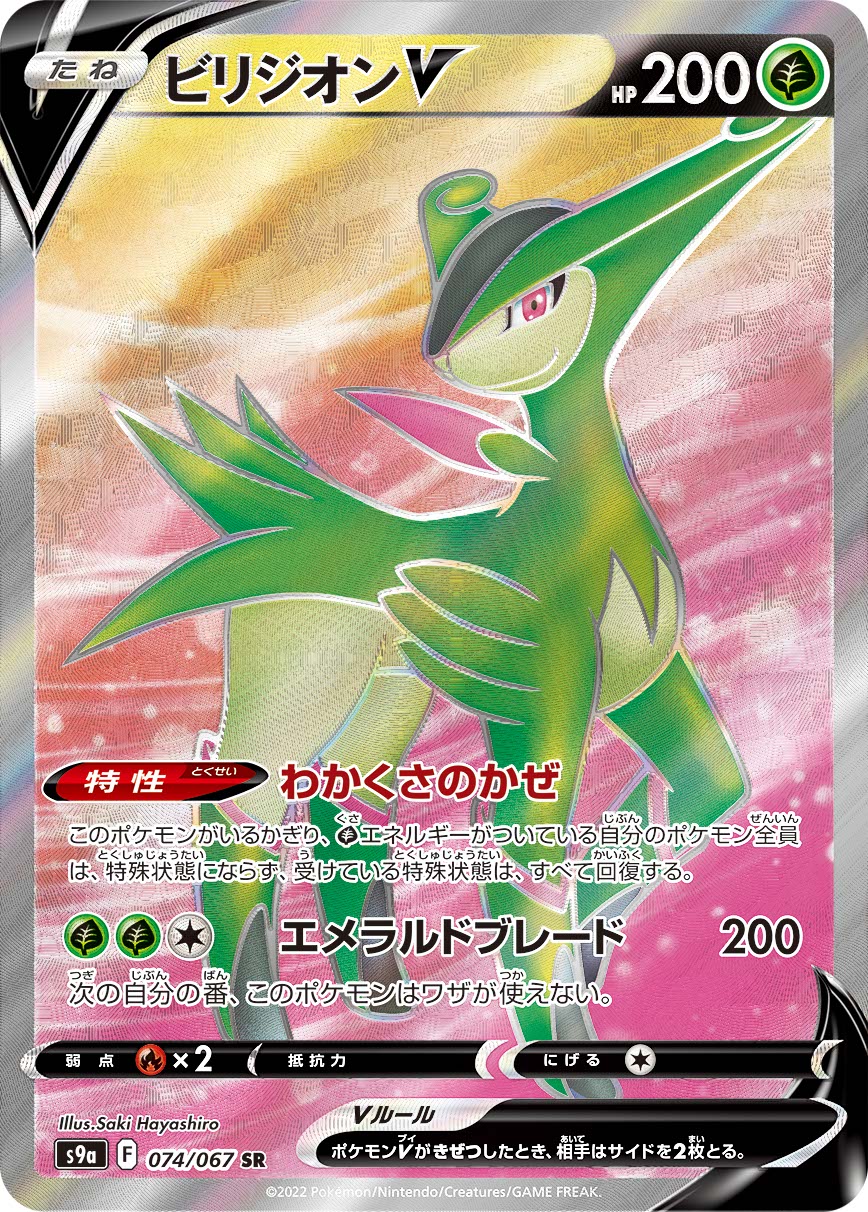 たね ビリジオンV HP 200
特性 とくせい わかくさのかぜ
このポケモンがいるかぎり、エネルギーがついている自分のポケモン全員
は、特殊状態にならず、受けている特殊状態は、すべて回復する。
エメラルドブレード 200
次の自分の番、このポケモンはワザが使えない。
弱点 ×2 抵抗力 にげる
Illus.Saki Hayashiro
Vルール
ポケモンVがきぜつしたとき、相手はサイドを2枚とる。
s9a F 074/067 SR
©2022 Pokémon/Nintendo/Creatures/GAME FREAK.